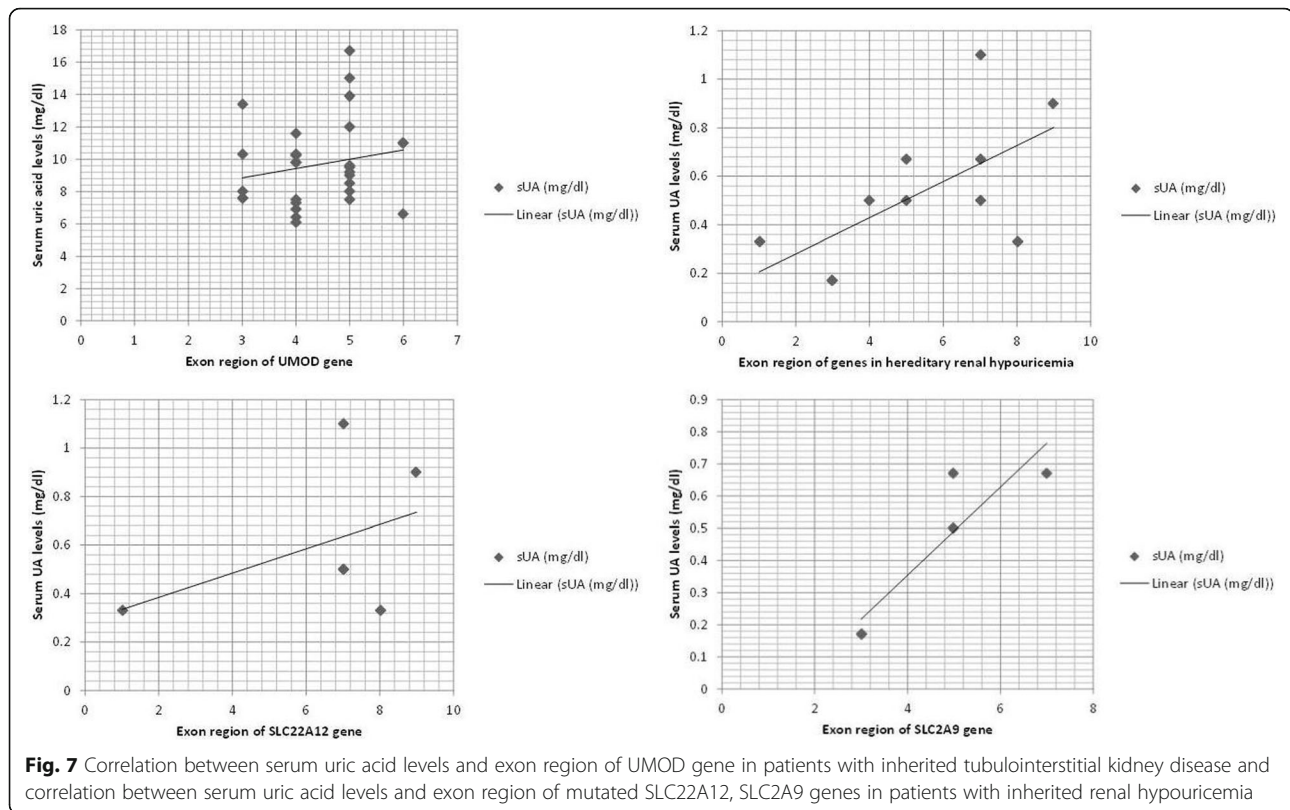 18
16
14
12
10
8
6
4
2
0
0 1 2 3 4 5 6 7
Serum uric acid levels (mg/dl)
Exon region of UMOD gene
sUA (mg/dl)
Linear (sUA (mg/dl))
1.2
1
0.8
0.6
0.4
0.2
0
0 2 4 6 8 10
Serum UA levels (mg/dl)
Exon region of genes in hereditary renal hypouricemia
sUA (mg/dl)
Linear (sUA (mg/dl))
1.2
1
0.8
0.6
0.4
0.2
0
0 2 4 6 8 10
Serum UA levels (mg/dl)
Exon region of SLC22A12 gene
sUA (mg/dl)
Linear (sUA (mg/dl))
0.9
0.8
0.7
0.6
0.5
0.4
0.3
0.2
0.1
0
0 2 4 6 8
Serum UA levels (mg/dl)
Exon region of SLC2A9 gene
sUA (mg/dl)
Linear (sUA (mg/dl))
Fig. 7 Correlation between serum uric acid levels and exon region of UMOD gene in patients with inherited tubulointerstitial kidney disease and
correlation between serum uric acid levels and exon region of mutated SLC22A12, SLC2A9 genes in patients with inherited renal hypouricemia